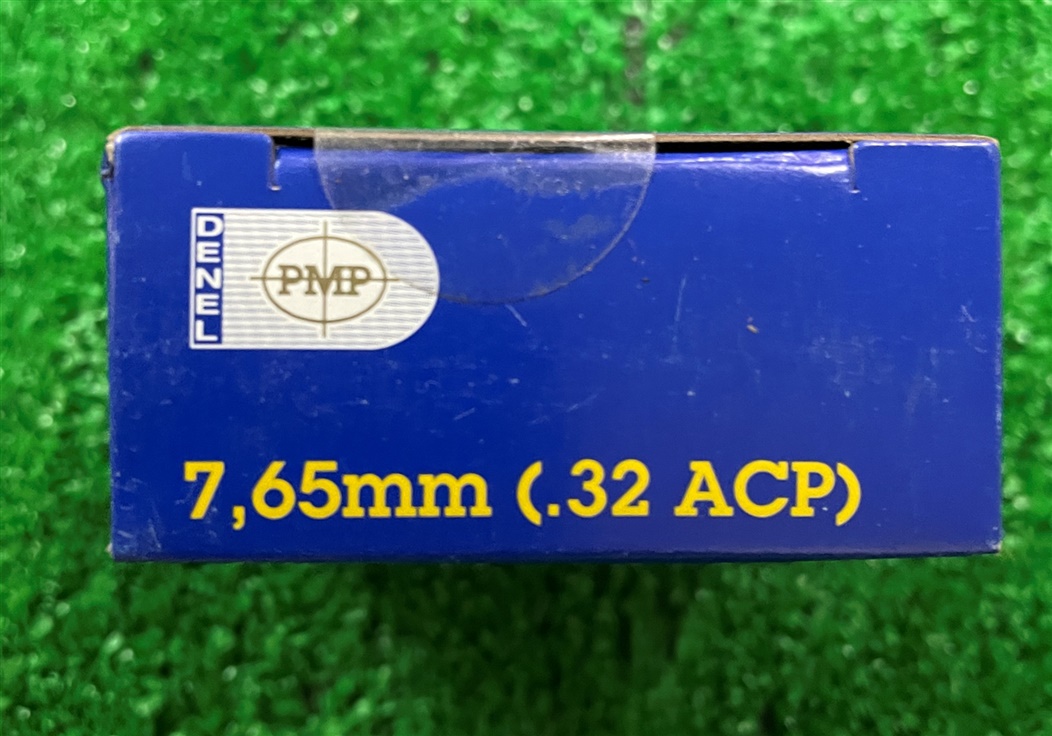 DENEL
PMP
7,65mm (.32 ACP)